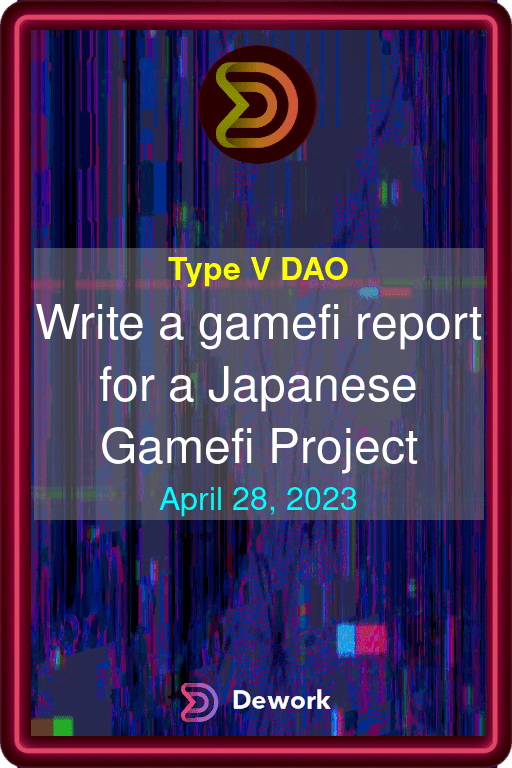 Type V DAO
Write a gamefi report
for a Japanese
Gamefi Project
April 28, 2023
Dework